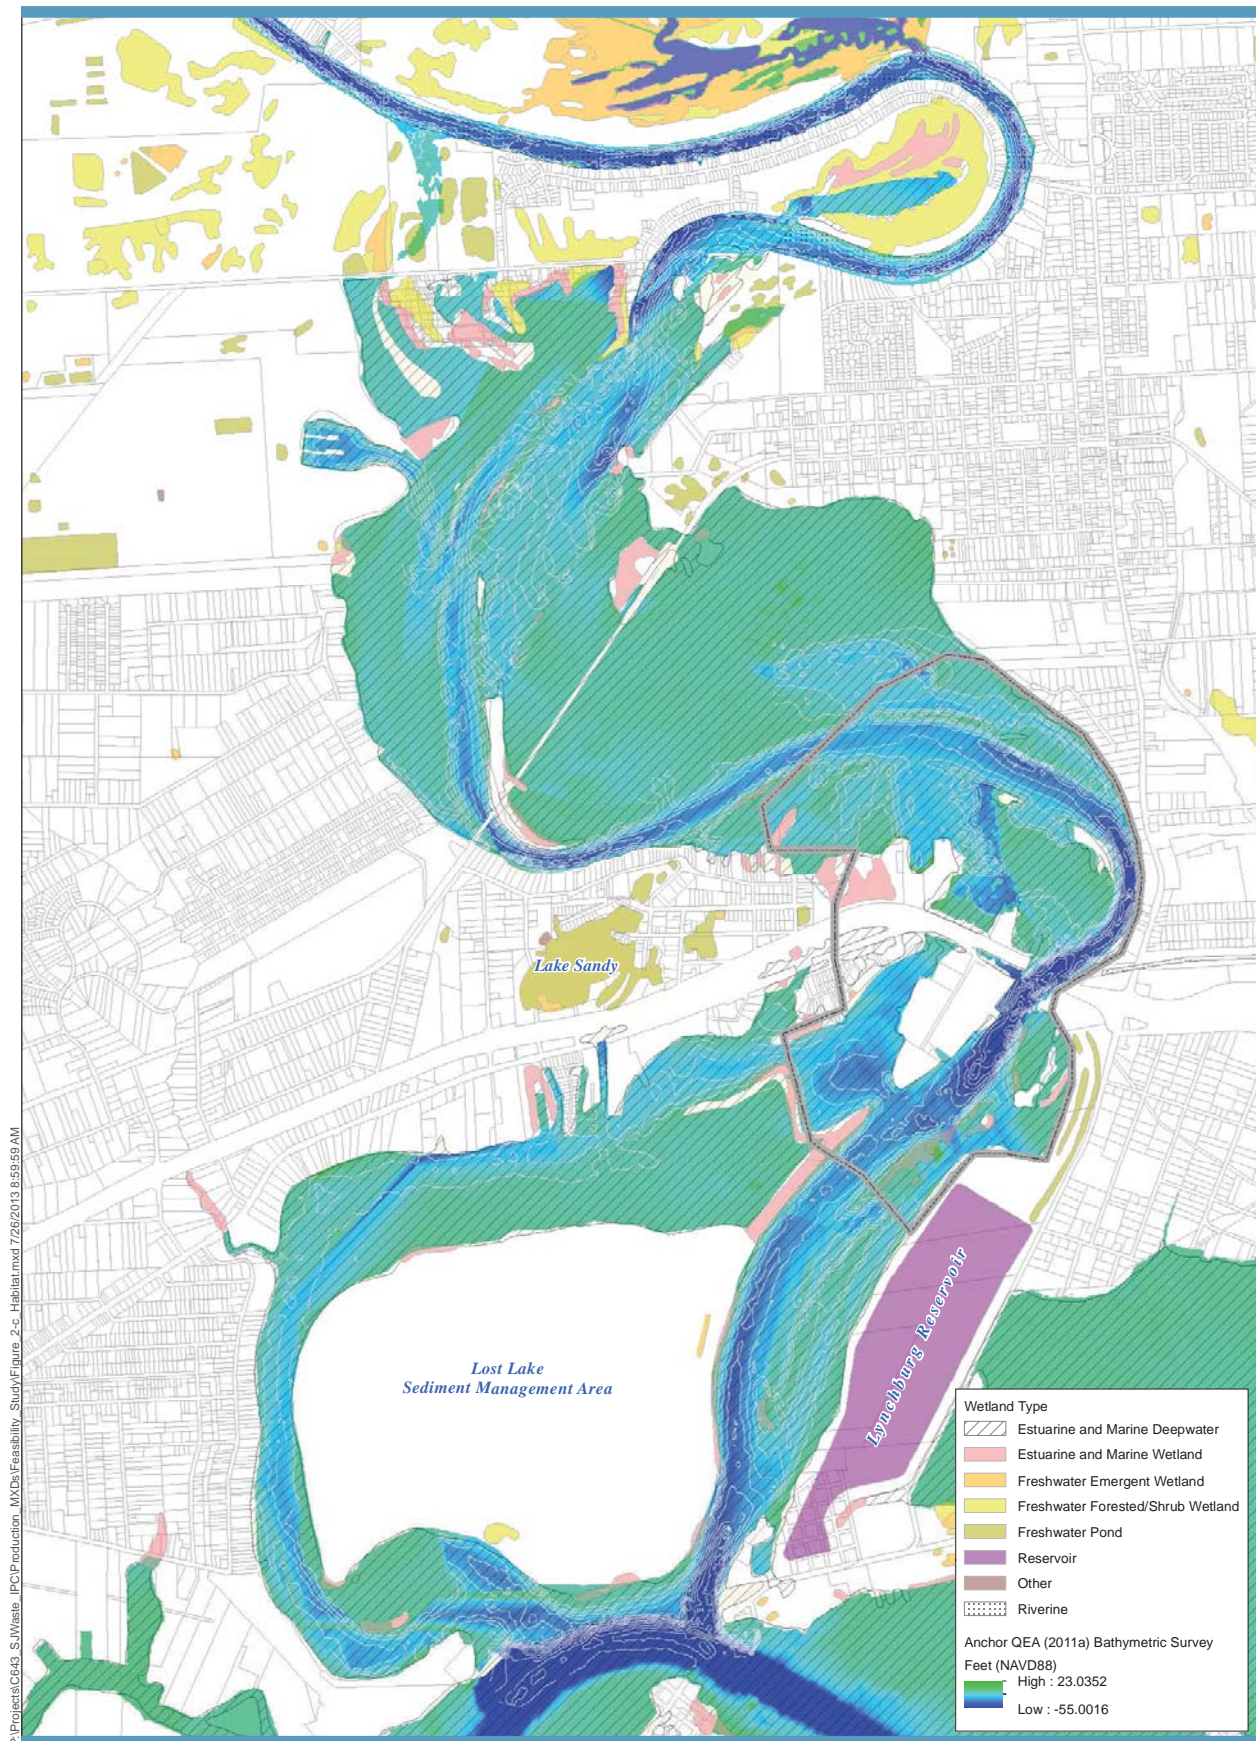 Lake Sandy
Lost Lake
Sediment Management Area
Lynchburg Reservoir
Wetland Type
Estuarine and Marine Deepwater
Estuarine and Marine Wetland
Freshwater Emergent Wetland
Freshwater Forested/Shrub Wetland
Freshwater Pond
Reservoir
Other
Riverine
Anchor QEA (2011a) Bathymetric Survey
Feet (NAVD88)
High : 23.0352
Low : -55.0016
:\Projects\C643_SJWaste_IPC\Production_MXDs\Feasibility_Study\Figure_2-c_Habitat.mxd 7/26/2013 8:59:59 AM